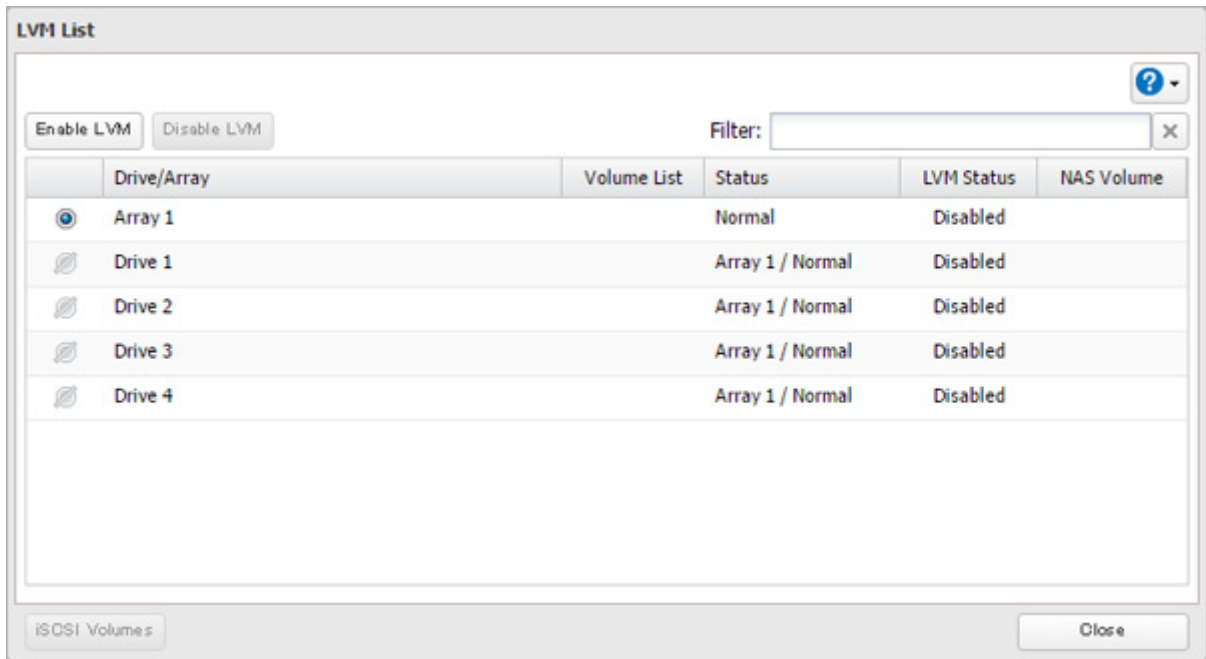 LVM List
?
Enable LVM Disable LVM Filter:
Drive/Array Volume List Status LVM Status NAS Volume
Array 1 Normal Disabled
Drive 1 Array 1 / Normal Disabled
Drive 2 Array 1 / Normal Disabled
Drive 3 Array 1 / Normal Disabled
Drive 4 Array 1 / Normal Disabled
iSCSI Volumes Close